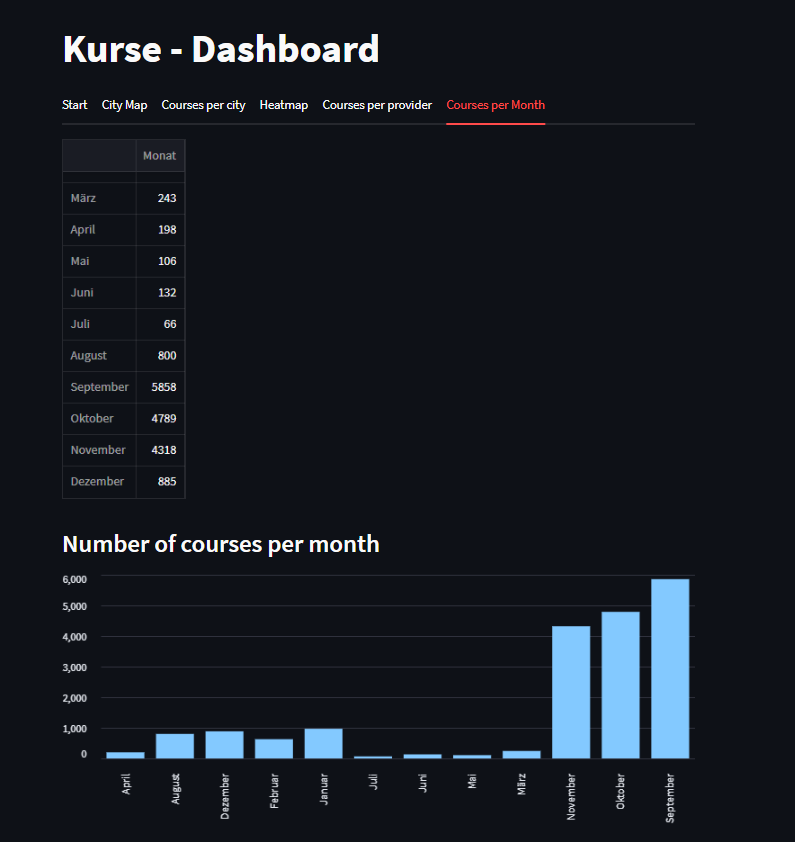 Kurse - Dashboard
Start City Map Courses per city Heatmap Courses per provider Courses per Month
Monat
März 243
April 198
Mai 106
Juni 132
Juli 66
August 800
September 5858
Oktober 4789
November 4318
Dezember 885
Number of courses per month
6,000
5,000
4,000
3,000
2,000
1,000
0
April August Dezember Februar Januar Juli Juni Mai März November Oktober September